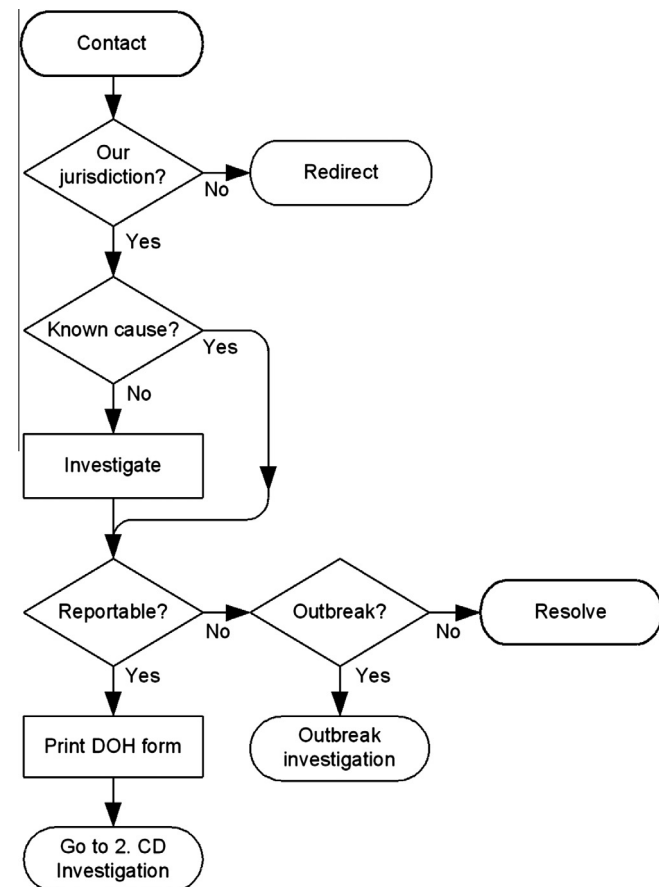 Contact
Our
jurisdiction?
No
Redirect
Yes
Known cause?
Yes
No
Investigate
Reportable?
No
Outbreak?
No
Resolve
Yes
Yes
Print DOH form
Outbreak
investigation
Go to 2. CD
Investigation